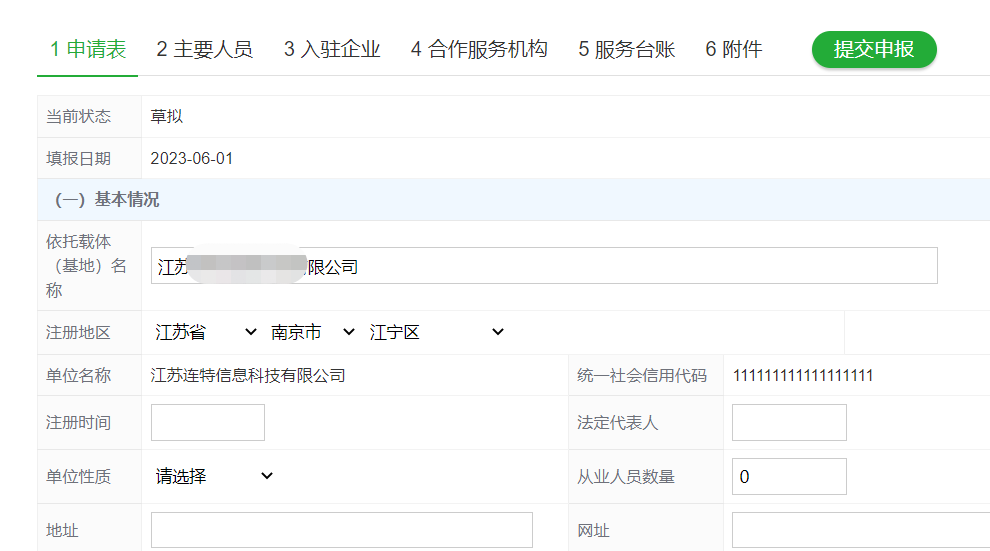 1 申请表 2 主要人员 3 入驻企业 4 合作服务机构 5 服务台账 6 附件 提交申报
当前状态 草拟
填报日期 2023-06-01
（一）基本情况
依托载体
（基地）名
称
江苏 限公司
注册地区 江苏省 南京市 江宁区
单位名称 江苏连特信息科技有限公司 统一社会信用代码 111111111111111111
注册时间 法定代表人
单位性质 请选择 从业人员数量 0
地址 网址